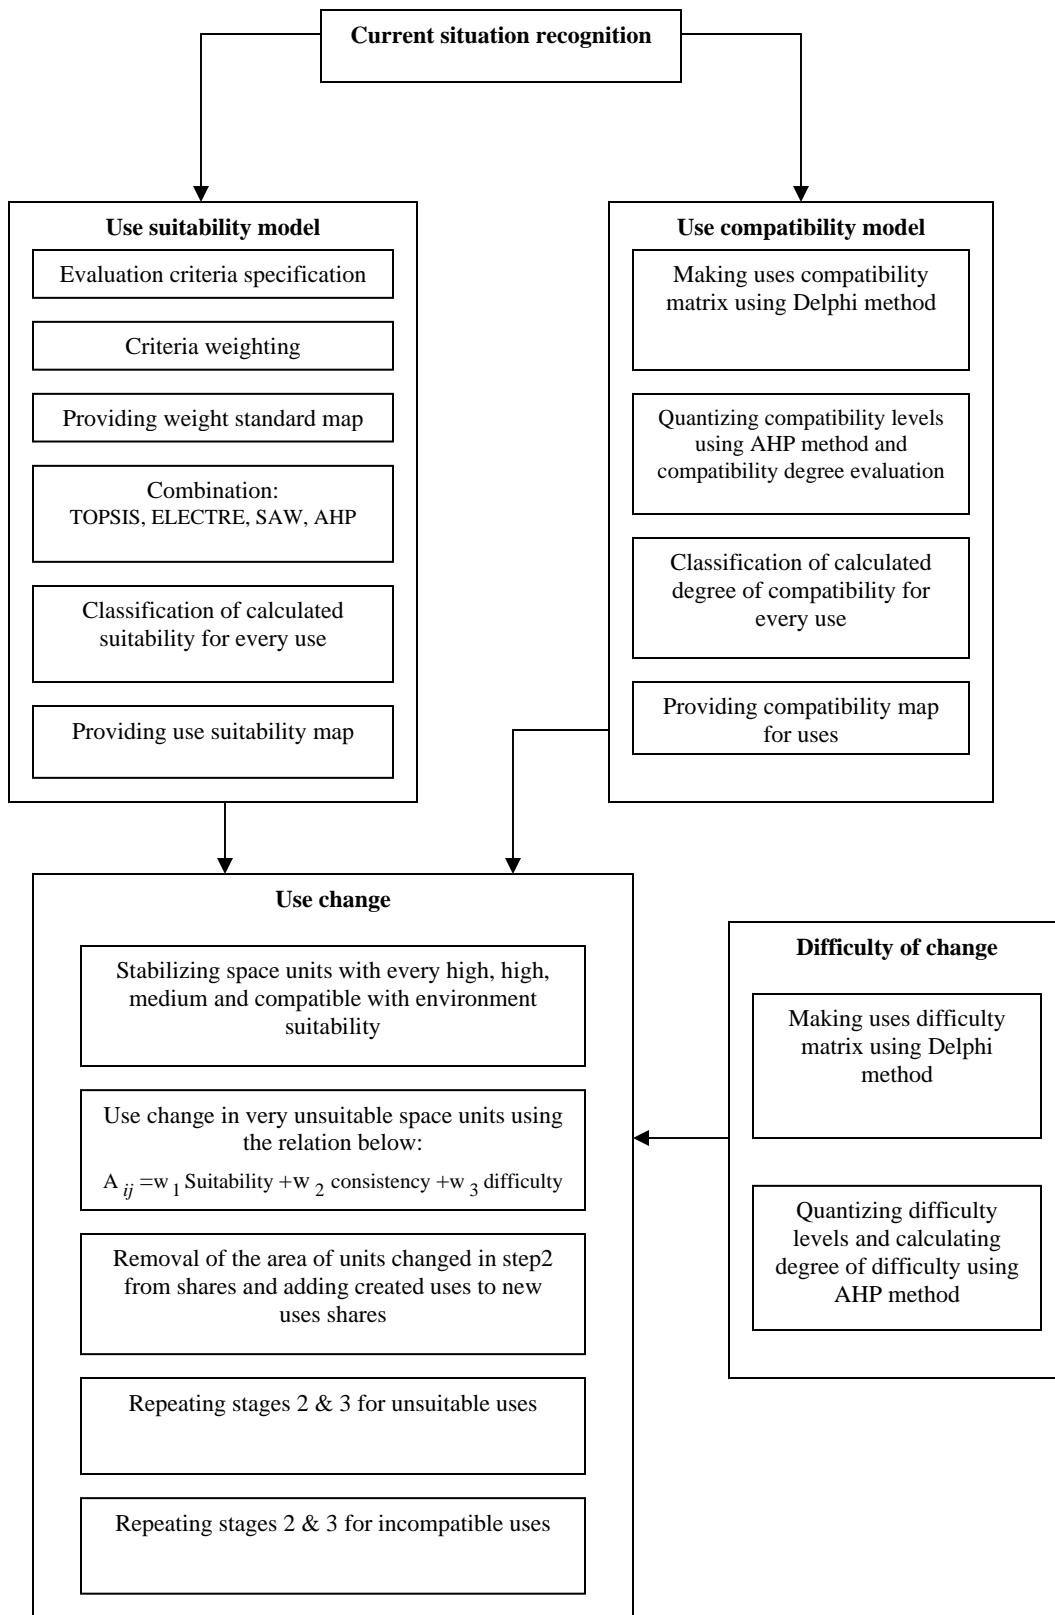 Current situation recognition
Use suitability model
Evaluation criteria specification
Criteria weighting
Providing weight standard map
Combination:
TOPSIS, ELECTRE, SAW, AHP
Classification of calculated
suitability for every use
Providing use suitability map
Use compatibility model
Making uses compatibility
matrix using Delphi method
Quantizing compatibility levels
using AHP method and
compatibility degree evaluation
Classification of calculated
degree of compatibility for
every use
Providing compatibility map
for uses
Use change
Stabilizing space units with every high, high,
medium and compatible with environment
suitability
Use change in very unsuitable space units using
the relation below:
A ij =w 1 Suitability +w 2 consistency +w 3 difficulty
Removal of the area of units changed in step2
from shares and adding created uses to new
uses shares
Repeating stages 2 & 3 for unsuitable uses
Repeating stages 2 & 3 for incompatible uses
Difficulty of change
Making uses difficulty
matrix using Delphi
method
Quantizing difficulty
levels and calculating
degree of difficulty using
AHP method